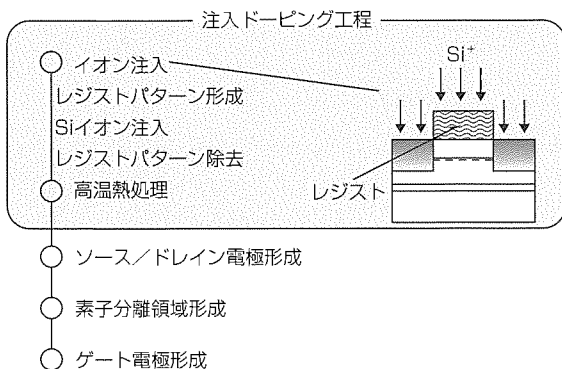 注入ドーピング工程
イオン注入
レジストパターン形成
Siイオン注入
レジストパターン除去
高温熱処理
ソース／ドレイン電極形成
素子分離領域形成
ゲート電極形成
Si⁺
レジスト